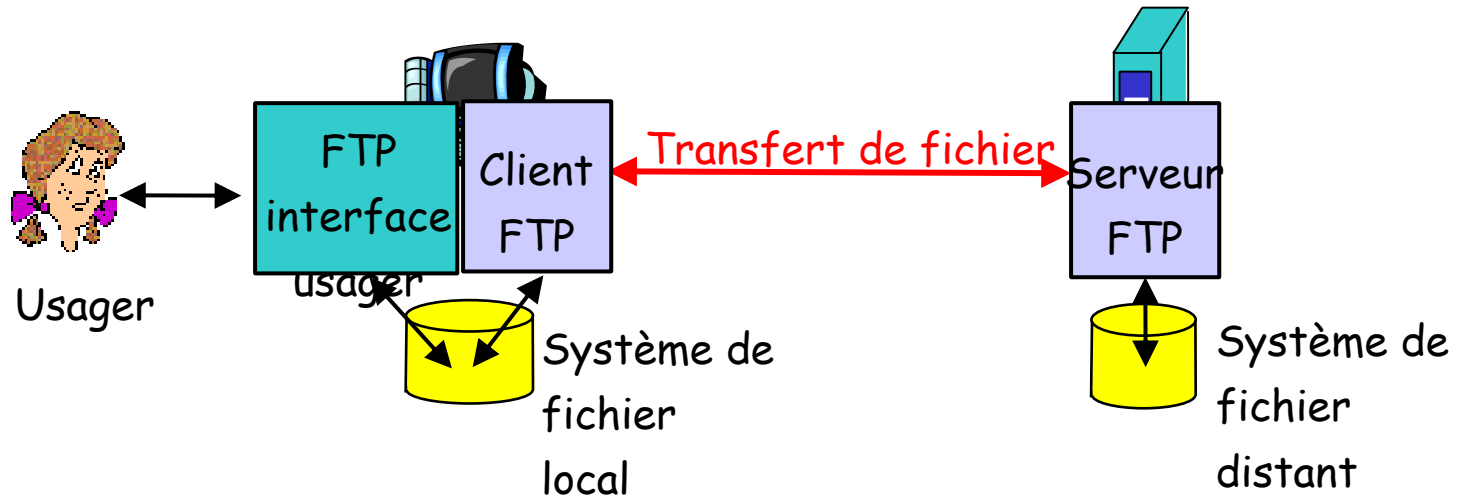 Usager
FTP
interface
usager
Client
FTP
Transfert de fichier
Serveur
FTP
Système de
fichier
local
Système de
fichier
distant